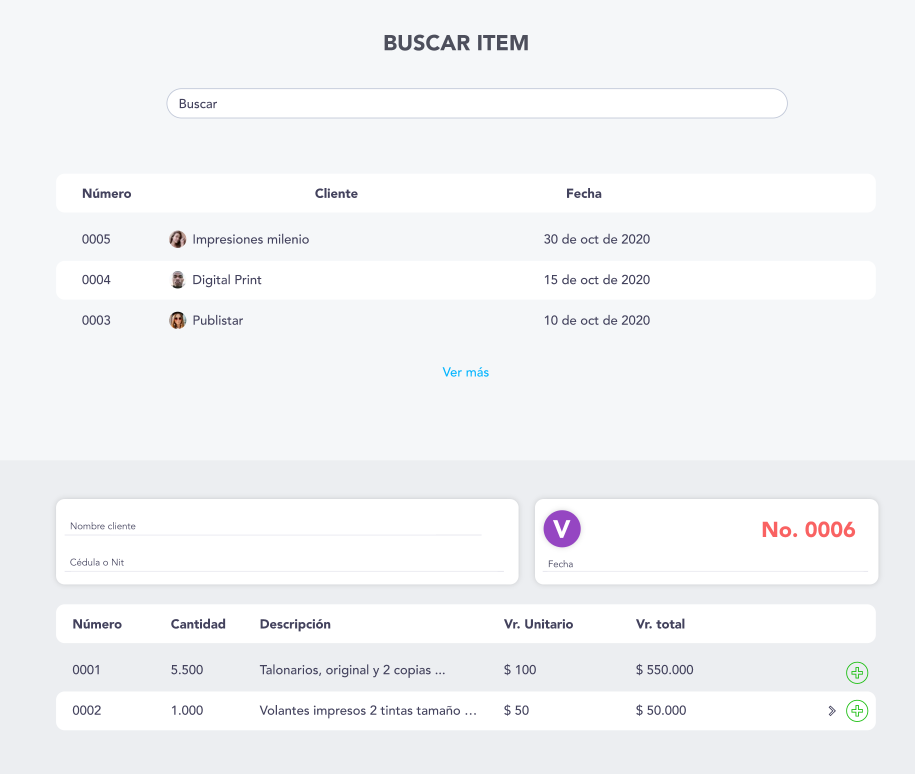 BUSCAR ITEM
Buscar
Número Cliente Fecha
0005 Impresiones milenio 30 de oct de 2020
0004 Digital Print 15 de oct de 2020
0003 Publistar 10 de oct de 2020
Ver más
Nombre cliente
Cédula o Nit
V No. 0006
Fecha
Número Cantidad Descripción Vr. Unitario Vr. total
0001 5.500 Talonarios, original y 2 copias ... $ 100 $ 550.000
0002 1.000 Volantes impresos 2 tintas tamaño ... $ 50 $ 50.000